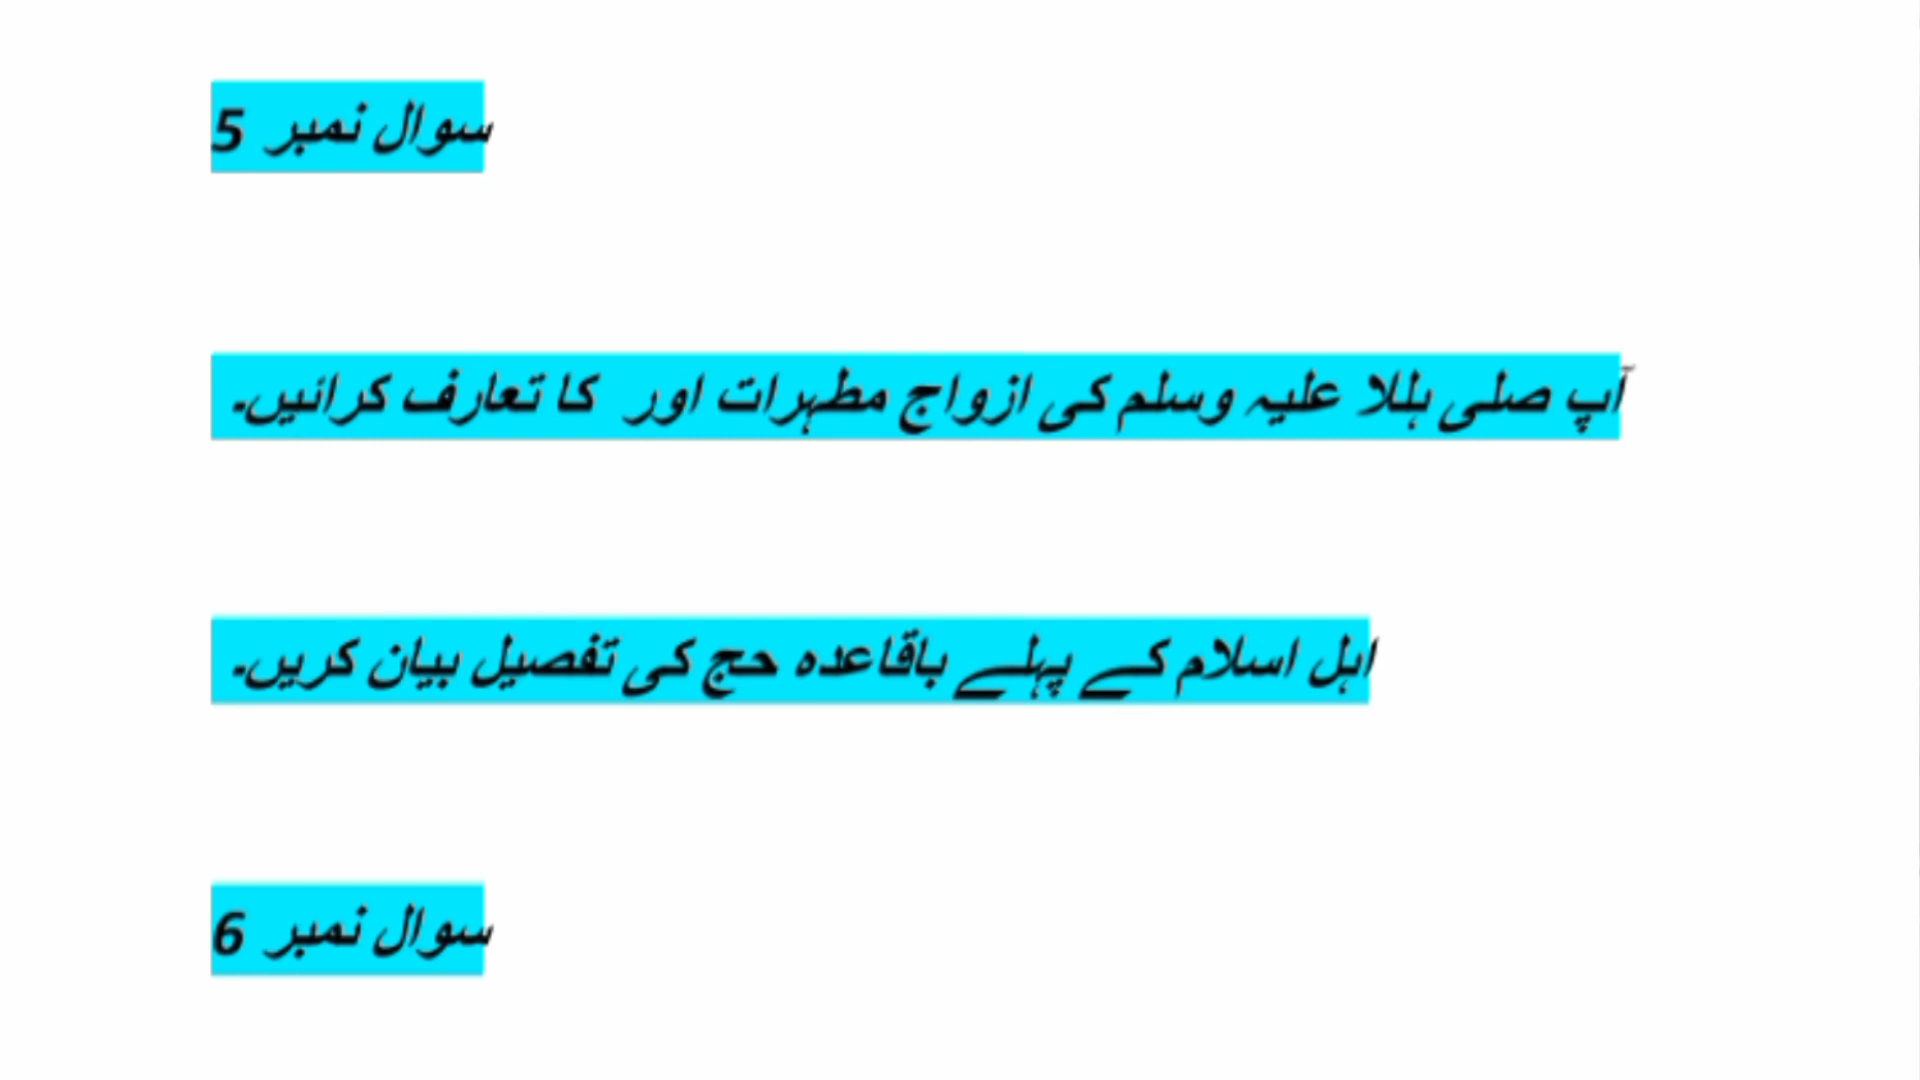 سوال نمبر 5
آپ صلی ہللا علیہ وسلم کی ازواج مطہرات اور کا تعارف کرائیں۔
اہل اسلام کے پہلے باقاعدہ حج کی تفصیل بیان کریں۔
سوال نمبر 6